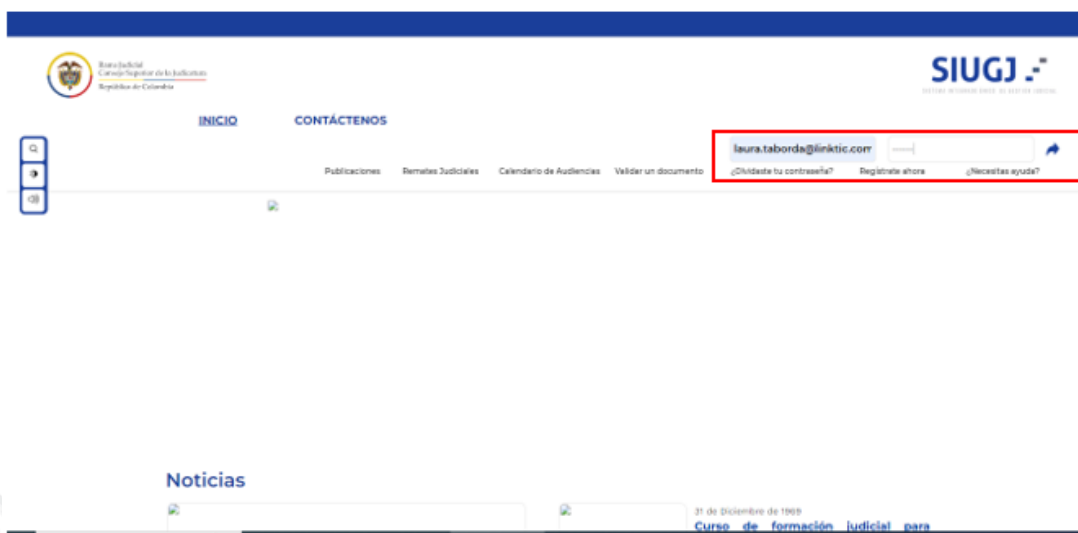 Rama Judicial
Consejo Superior de la Judicatura
República de Colombia
SIUGJ
INICIO
CONTÁCTENOS
laura.taborda@linktic.com
Publicaciones
Remates Judiciales
Calendario de Audiencias
Validar un documento
¿Olvidaste tu contraseña?
Regístrate ahora
¿Necesitas ayuda?
Noticias
31 de Diciembre de 1969
Curso de formación judicial para